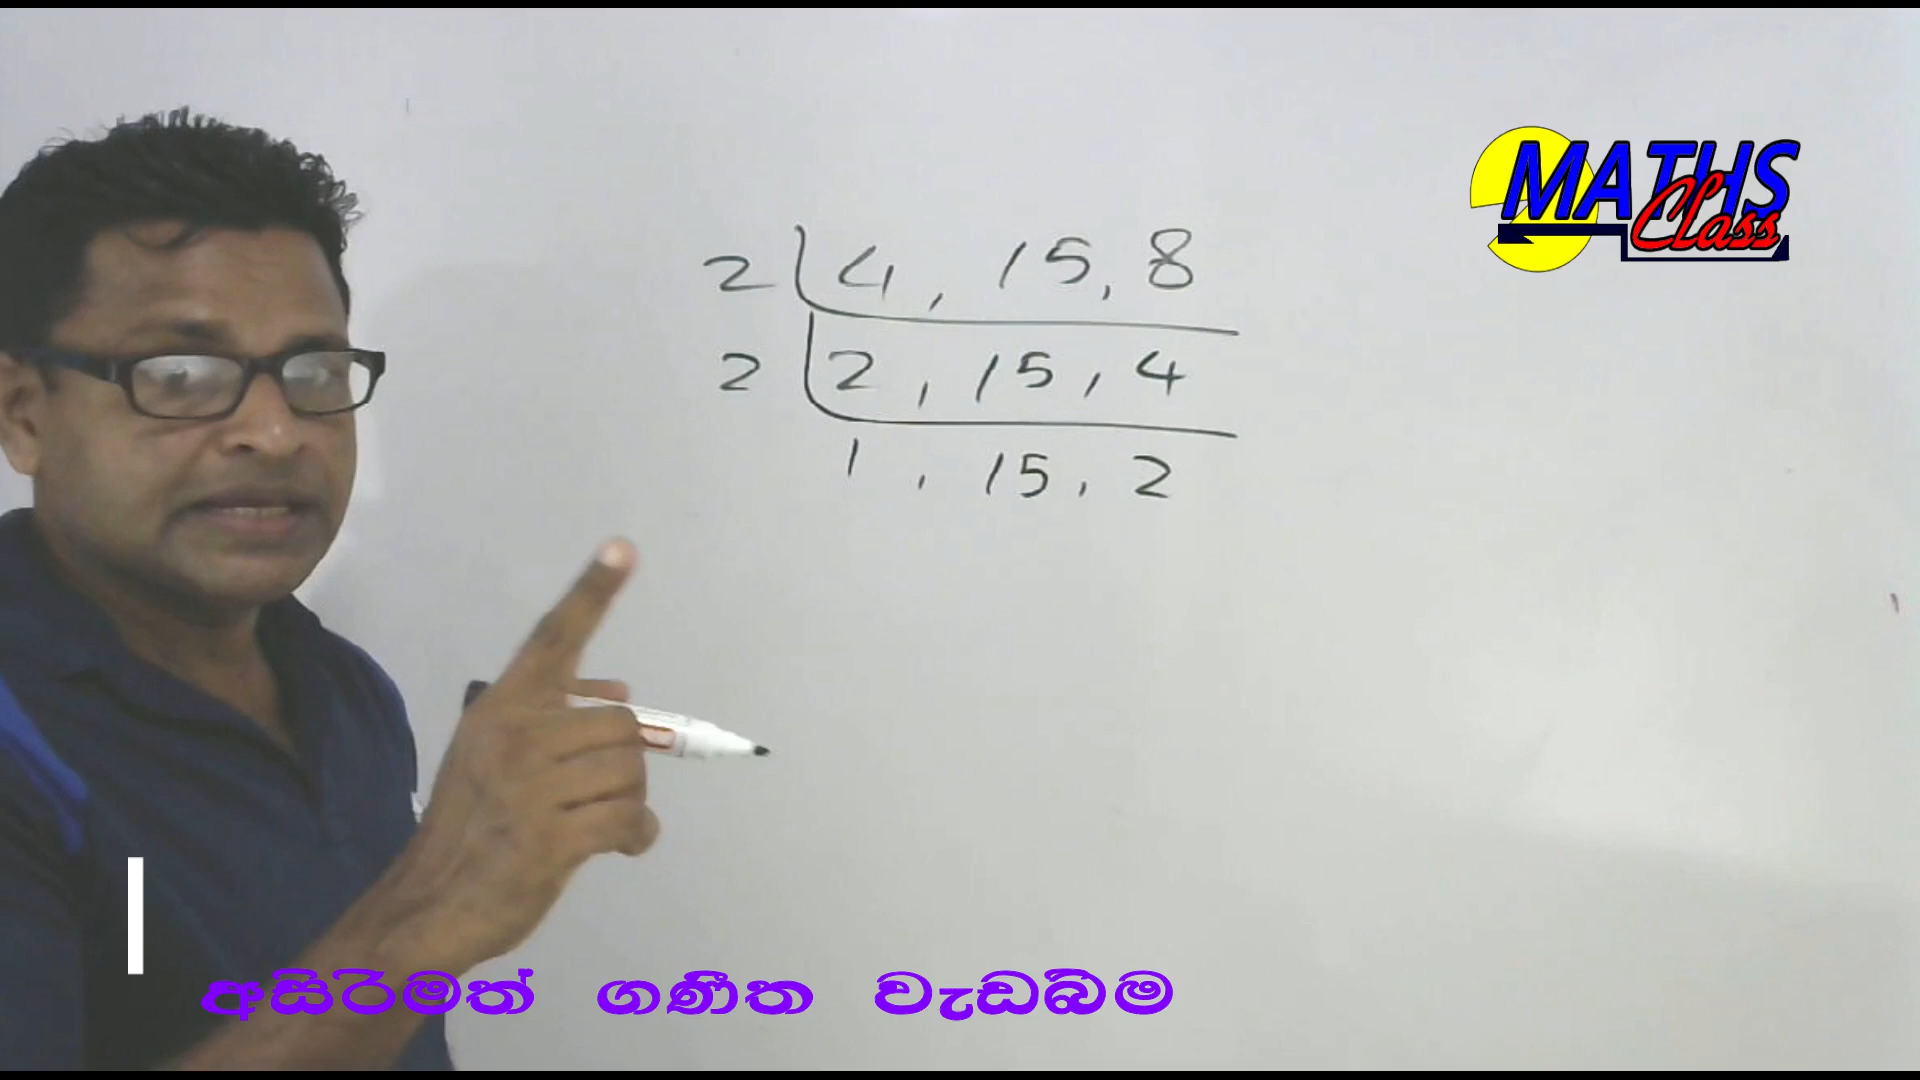 MATHS
Class
2 4, 15, 8
2 2, 15, 4
1, 15, 2
අසිරිමත් ගණිත වැඩබිම